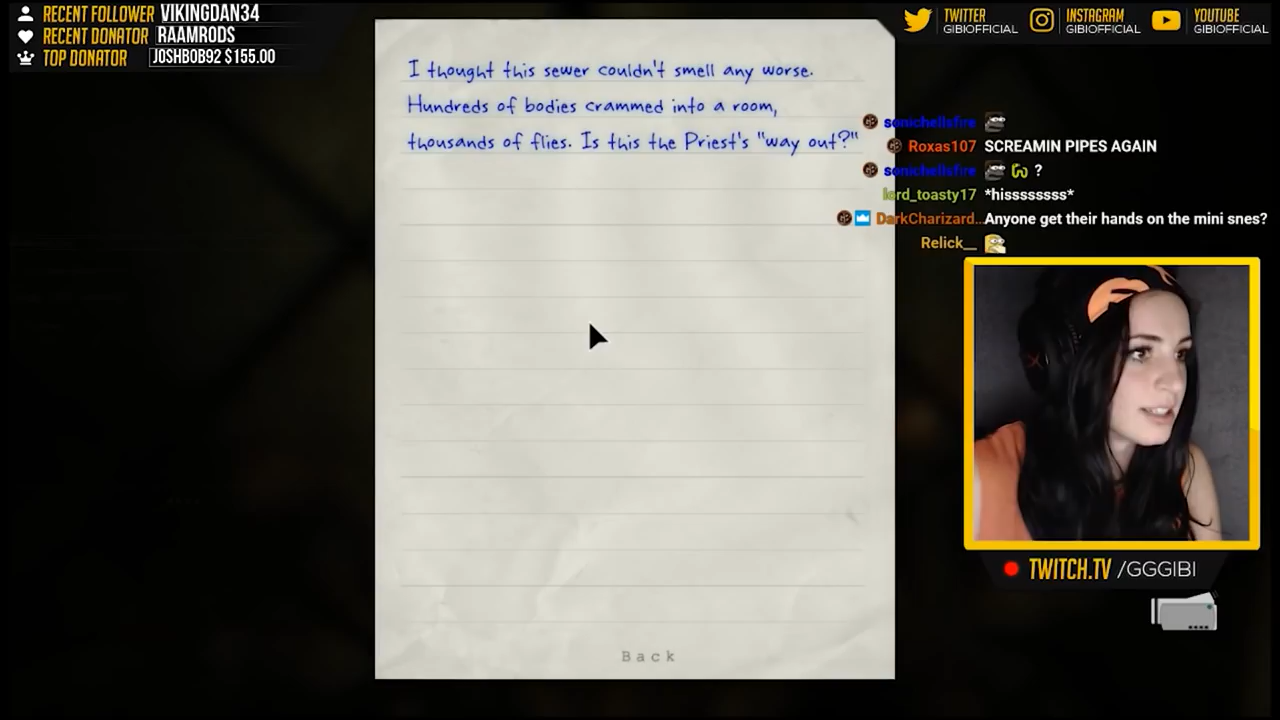 RECENT FOLLOWER VIKINGDAN34
RECENT DONATOR RAAMRODS
TOP DONATOR JOSHBOB92 $155.00
TWITTER
GIBIOFFICIAL
INSTAGRAM
GIBIOFFICIAL
YOUTUBE
GIBIOFFICIAL
I thought this sewer couldn't smell any worse.
Hundreds of bodies crammed into a room,
thousands of flies. Is this the Priest's "way out?"
Back
sonichellsfire
Roxas107 SCREAMIN PIPES AGAIN
sonichellsfire ?
lord_toasty17 *hissssssss*
DarkCharizard... Anyone get their hands on the mini snes?
Relick__
TWITCH.TV /GGGIBI